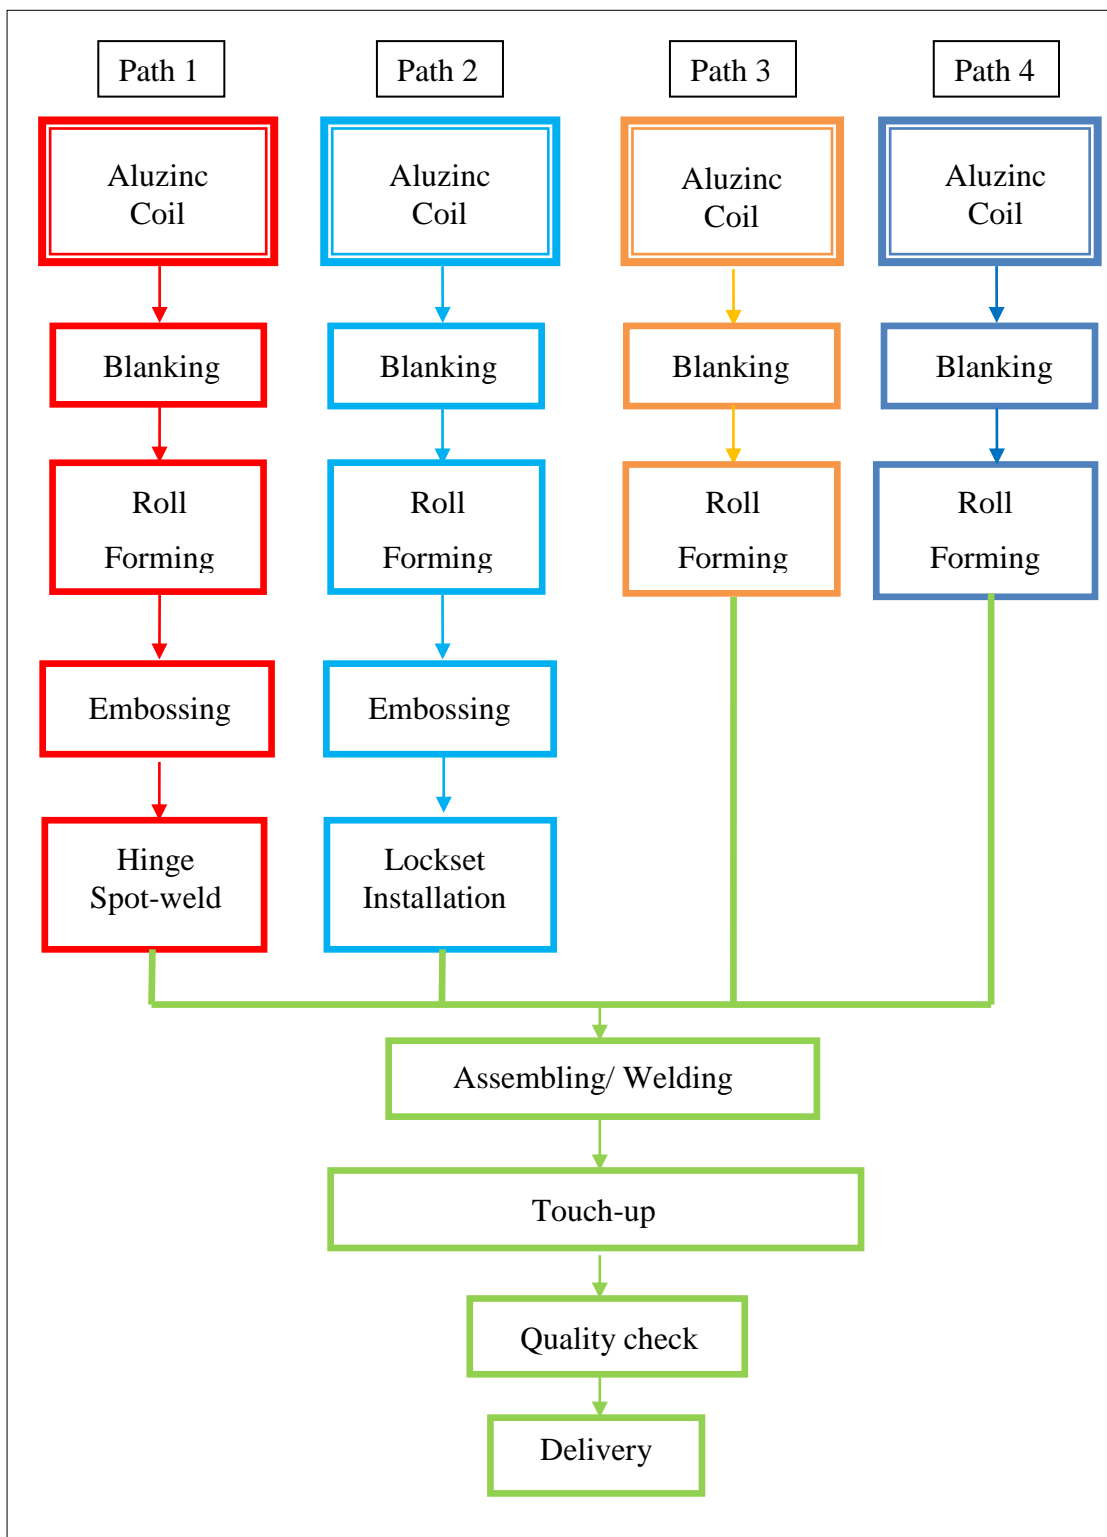 Path 1
Path 2
Path 3
Path 4
Aluzinc
Coil
Aluzinc
Coil
Aluzinc
Coil
Aluzinc
Coil
Blanking
Blanking
Blanking
Blanking
Roll
Forming
Roll
Forming
Roll
Forming
Roll
Forming
Embossing
Embossing
Hinge
Spot-weld
Lockset
Installation
Assembling/ Welding
Touch-up
Quality check
Delivery